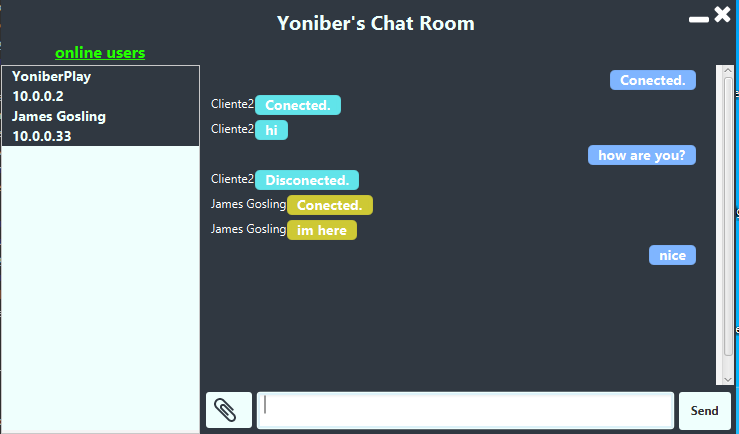 Yoniber's Chat Room
online users
YoniberPlay
10.0.0.2
James Gosling
10.0.0.33
Conected.
Cliente2 Conected.
Cliente2 hi
how are you?
Cliente2 Disconected.
James Gosling Conected.
James Gosling im here
nice
Send